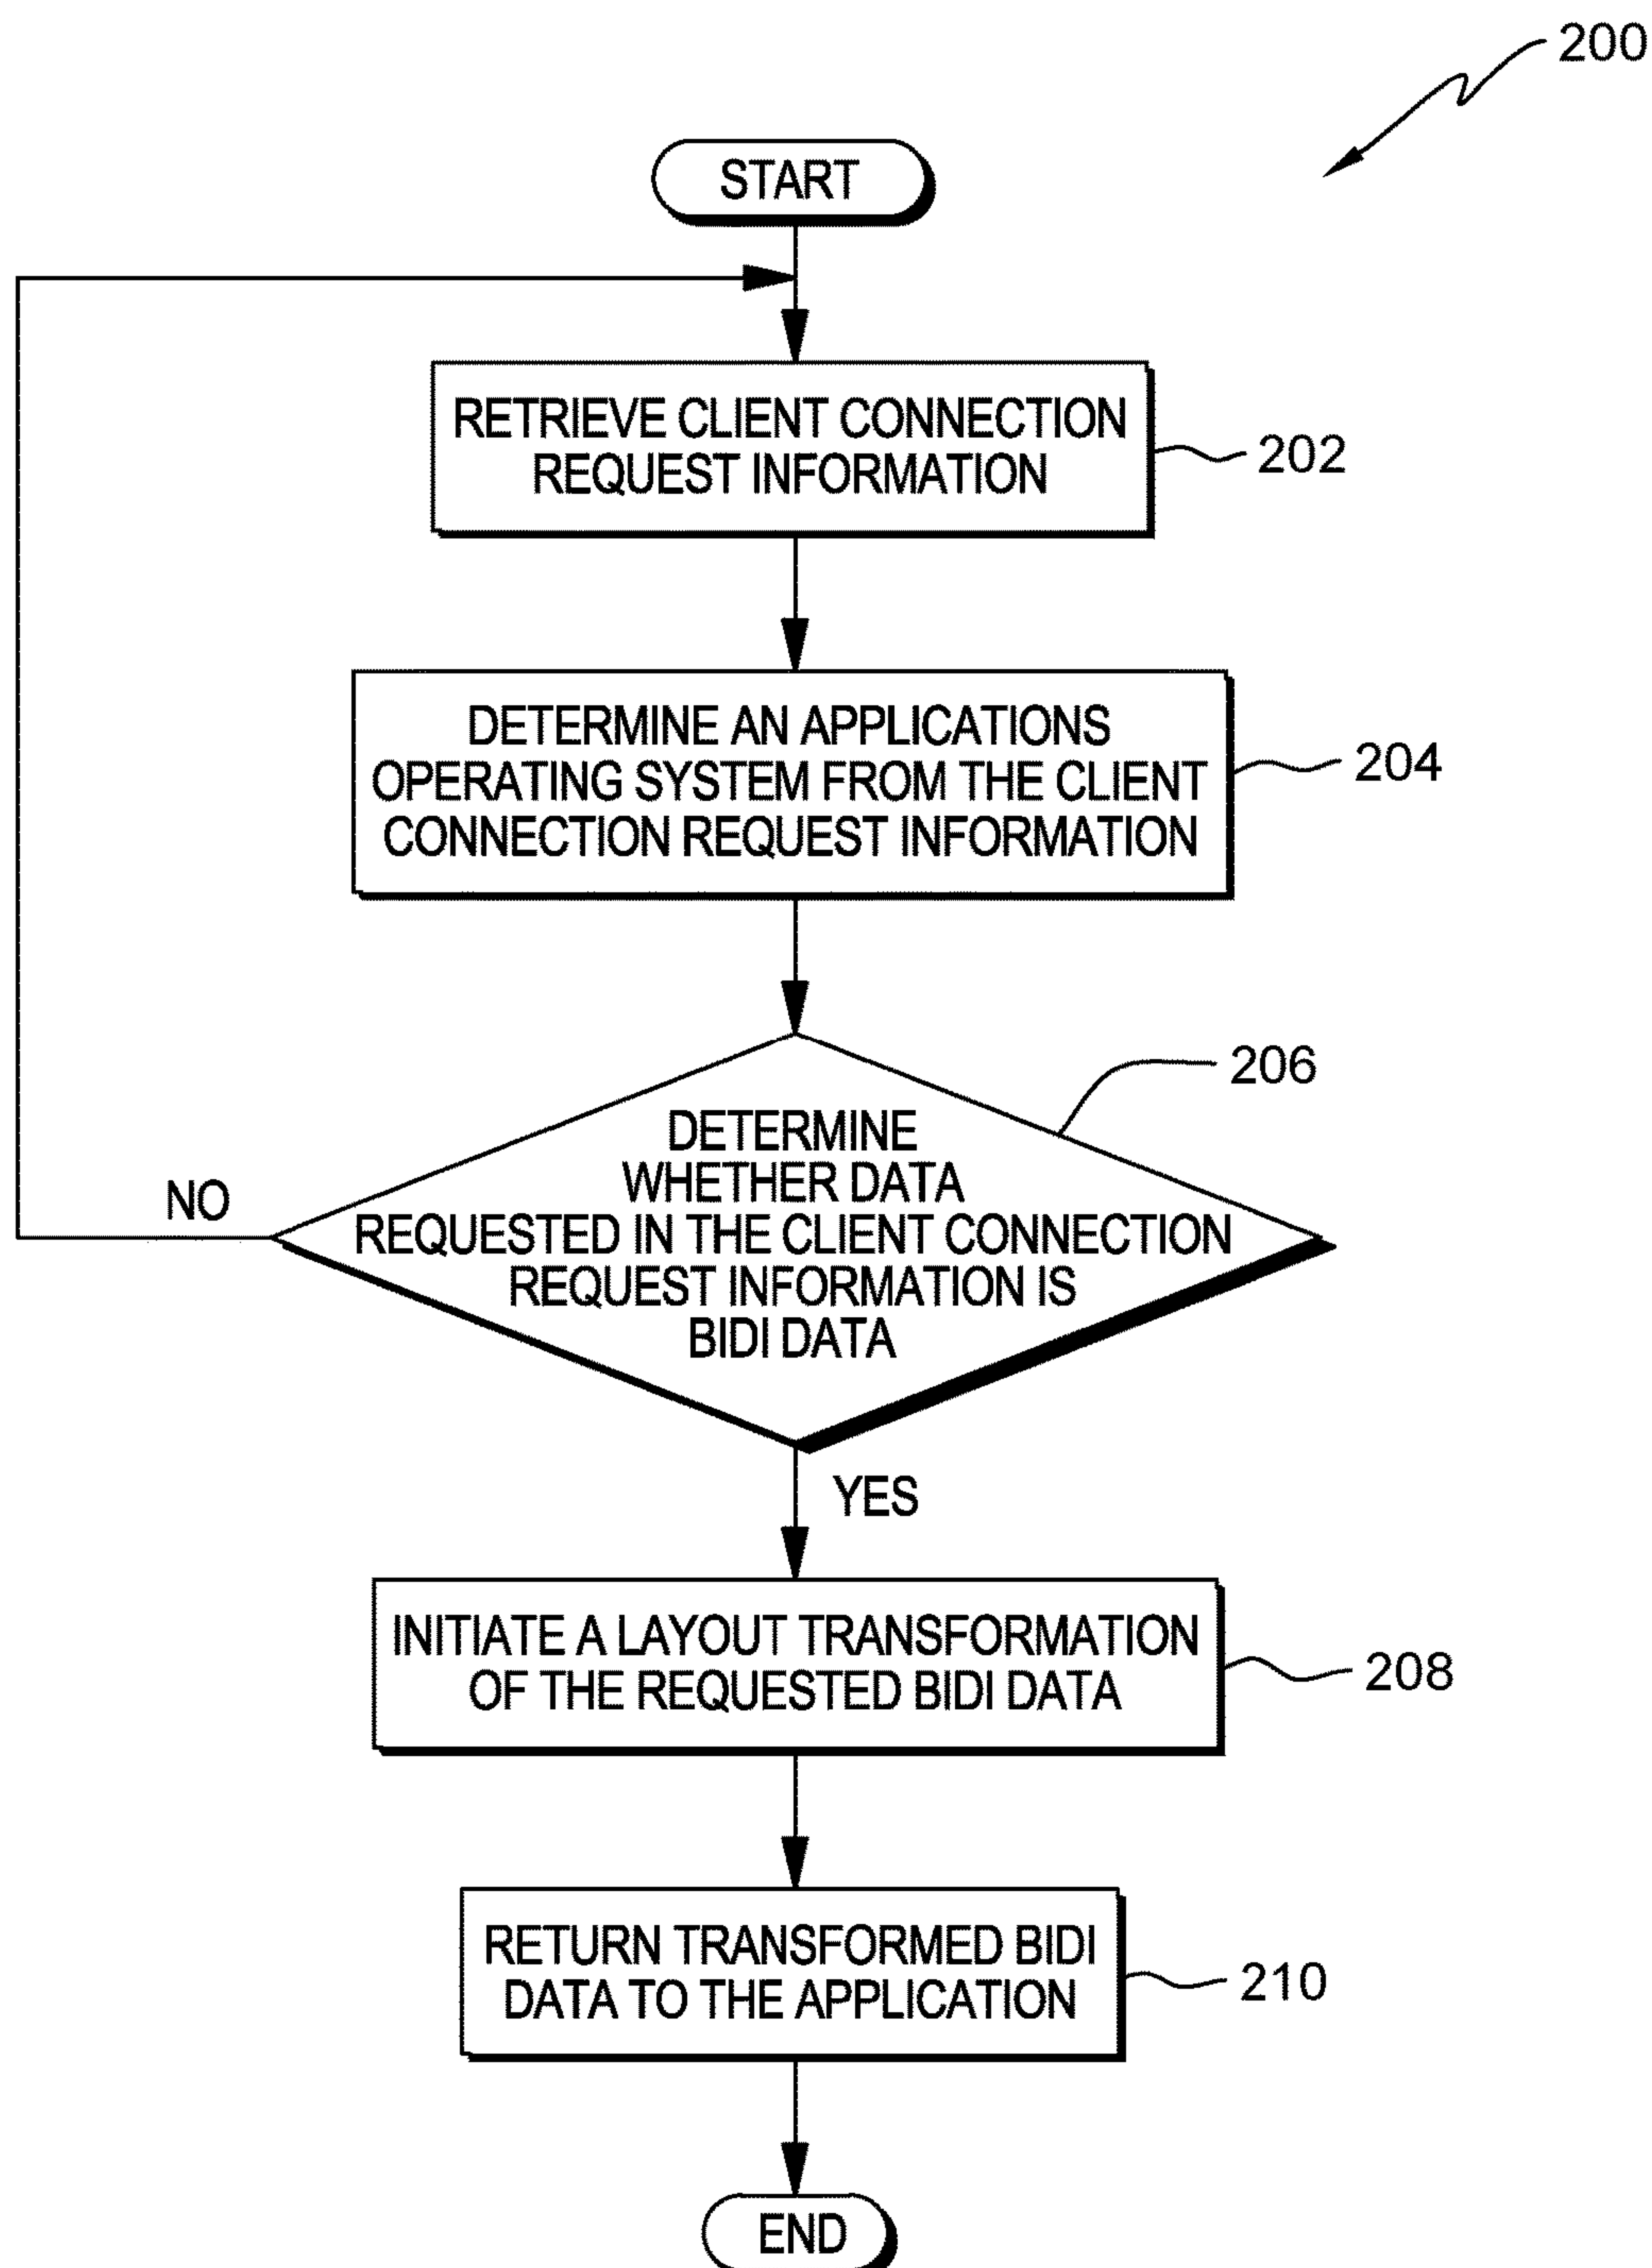 200
START
RETRIEVE CLIENT CONNECTION
REQUEST INFORMATION
202
DETERMINE AN APPLICATIONS
OPERATING SYSTEM FROM THE CLIENT
CONNECTION REQUEST INFORMATION
204
206
DETERMINE
WHETHER DATA
REQUESTED IN THE CLIENT CONNECTION
REQUEST INFORMATION IS
BIDI DATA
NO
YES
INITIATE A LAYOUT TRANSFORMATION
OF THE REQUESTED BIDI DATA
208
RETURN TRANSFORMED BIDI
DATA TO THE APPLICATION
210
END